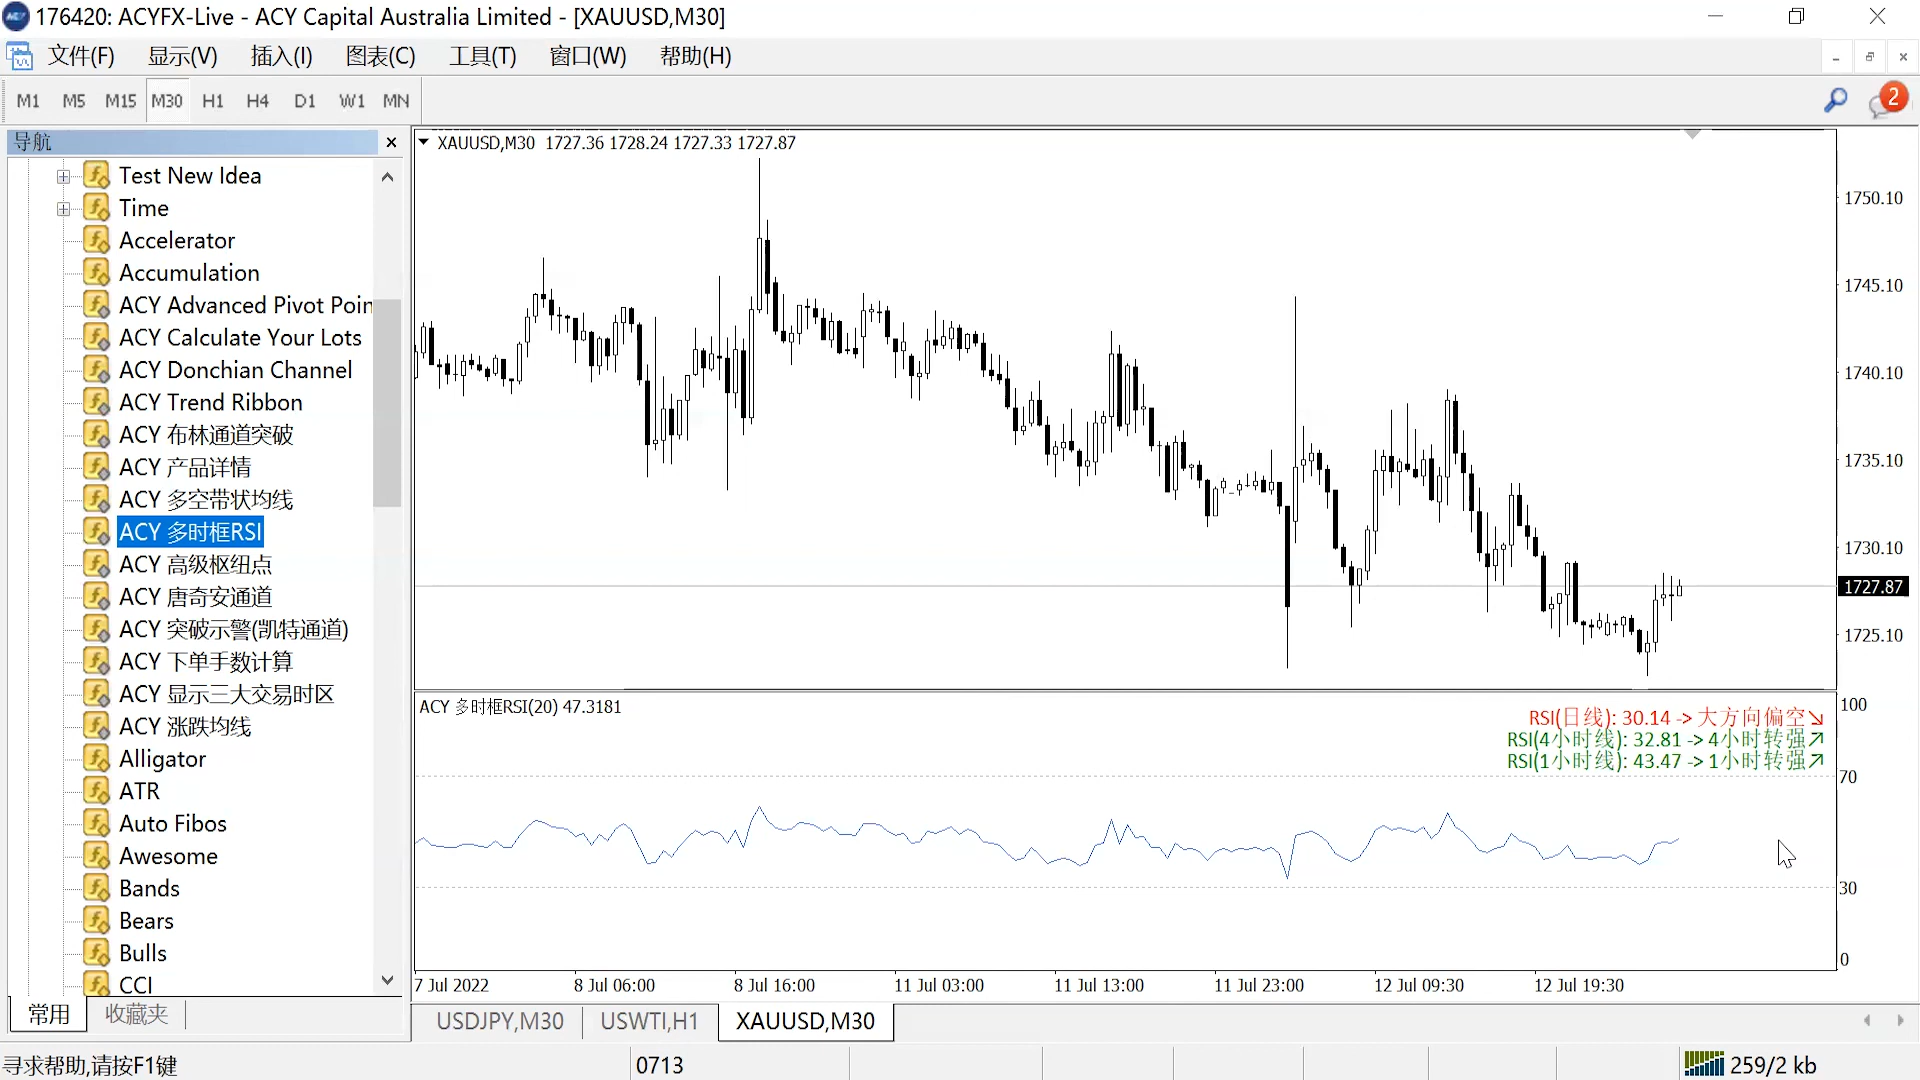 176420: ACYFX-Live - ACY Capital Australia Limited - [XAUUSD,M30]
文件(F) 显示(V) 插入(I) 图表(C) 工具(T) 窗口(W) 帮助(H)
M1 M5 M15 M30 H1 H4 D1 W1 MN
2
导航
Test New Idea
Time
Accelerator
Accumulation
ACY Advanced Pivot Poin
ACY Calculate Your Lots
ACY Donchian Channel
ACY Trend Ribbon
ACY 布林通道突破
ACY 产品详情
ACY 多空带状均线
ACY 多时框RSI
ACY 高级枢纽点
ACY 唐奇安通道
ACY 突破示警(凯特通道)
ACY 下单手数计算
ACY 显示三大交易时区
ACY 涨跌均线
Alligator
ATR
Auto Fibos
Awesome
Bands
Bears
Bulls
CCI
常用 收藏夹
XAUUSD,M30 1727.36 1728.24 1727.33 1727.87
1750.10
1745.10
1740.10
1735.10
1730.10
1727.87
1725.10
ACY 多时框RSI(20) 47.3181
RSI(日线): 30.14 -> 大方向偏空↘
RSI(4小时线): 32.81 -> 4小时转强↗
RSI(1小时线): 43.47 -> 1小时转强↗
100
70
30
0
7 Jul 2022 8 Jul 06:00 8 Jul 16:00 11 Jul 03:00 11 Jul 13:00 11 Jul 23:00 12 Jul 09:30 12 Jul 19:30
USDJPY,M30 USWTI,H1 XAUUSD,M30
寻求帮助,请按F1键
0713
259/2 kb